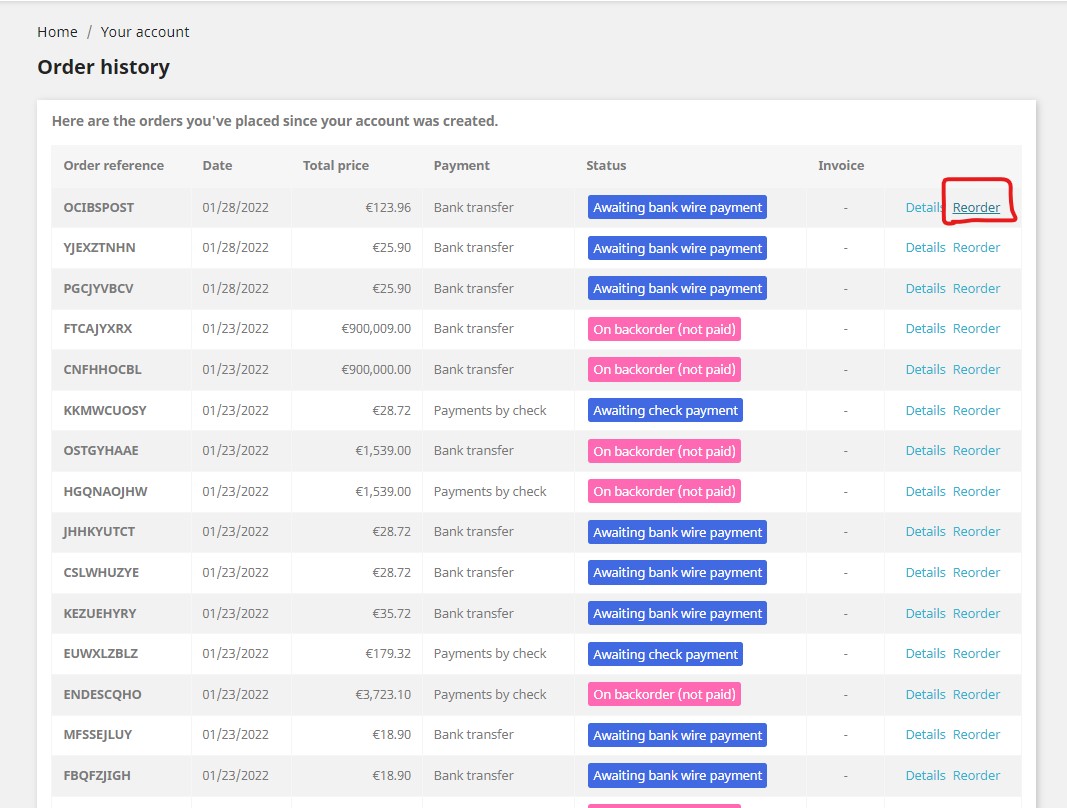 Home / Your account
Order history
Here are the orders you've placed since your account was created.
Order reference Date Total price Payment Status Invoice
OCIBSPOST 01/28/2022 €123.96 Bank transfer Awaiting bank wire payment - Details Reorder
YJEXZTNHN 01/28/2022 €25.90 Bank transfer Awaiting bank wire payment - Details Reorder
PGCJYVBCV 01/28/2022 €25.90 Bank transfer Awaiting bank wire payment - Details Reorder
FTCAJYXRX 01/23/2022 €900,009.00 Bank transfer On backorder (not paid) - Details Reorder
CNFHHOCBL 01/23/2022 €900,000.00 Bank transfer On backorder (not paid) - Details Reorder
KKMWCUOSY 01/23/2022 €28.72 Payments by check Awaiting check payment - Details Reorder
OSTGYHAAE 01/23/2022 €1,539.00 Bank transfer On backorder (not paid) - Details Reorder
HGQNAOJHW 01/23/2022 €1,539.00 Payments by check On backorder (not paid) - Details Reorder
JHHKYUTCT 01/23/2022 €28.72 Bank transfer Awaiting bank wire payment - Details Reorder
CSLWHUZYE 01/23/2022 €28.72 Bank transfer Awaiting bank wire payment - Details Reorder
KEZUEHYRY 01/23/2022 €35.72 Bank transfer Awaiting bank wire payment - Details Reorder
EUWXLZBLZ 01/23/2022 €179.32 Payments by check Awaiting check payment - Details Reorder
ENDESCQHO 01/23/2022 €3,723.10 Payments by check On backorder (not paid) - Details Reorder
MFSSEJLUY 01/23/2022 €18.90 Bank transfer Awaiting bank wire payment - Details Reorder
FBQFZJIGH 01/23/2022 €18.90 Bank transfer Awaiting bank wire payment - Details Reorder